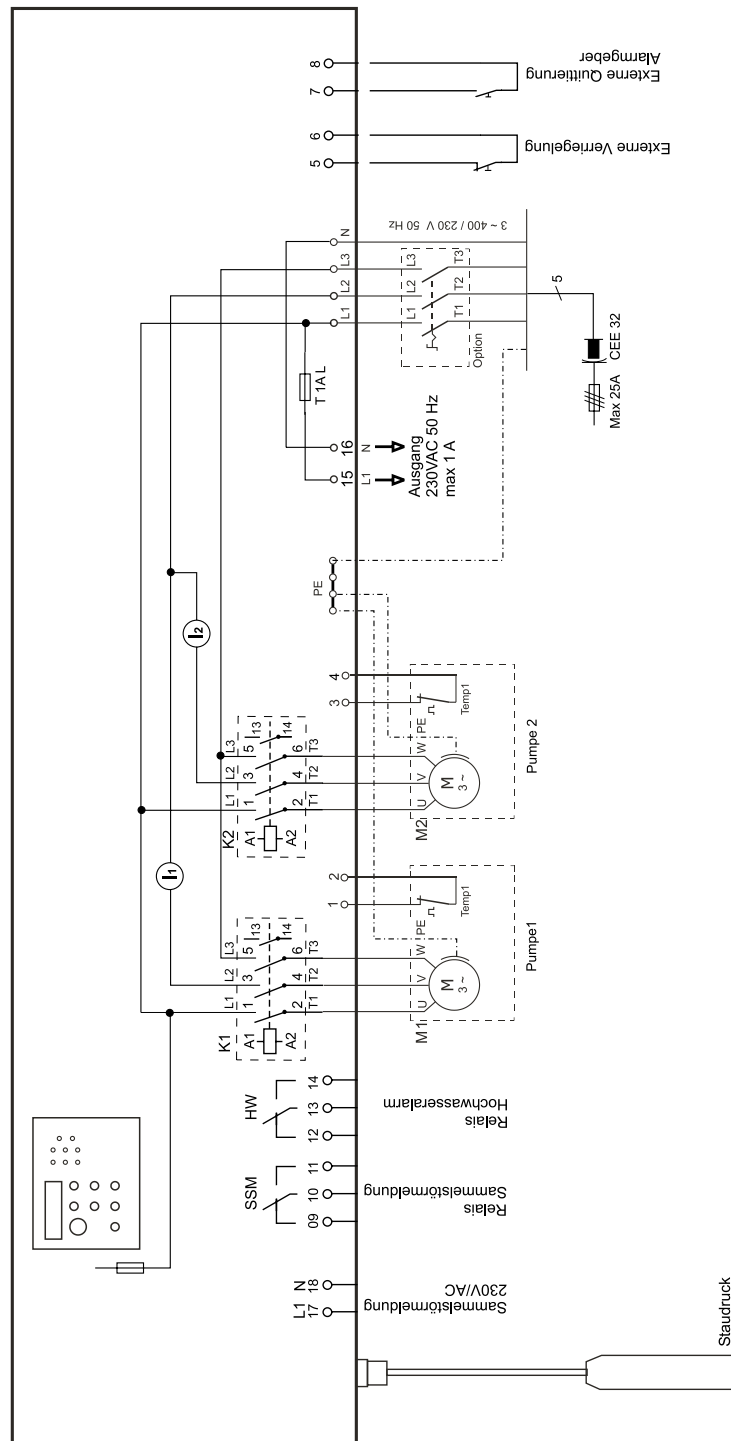 L1 N
17 18
Sammelstörmeldung
230V/AC
SSM
09 10 11
Relais
Sammelstörmeldung
HW
12 13 14
Relais
Hochwasseralarm
K1
A1
A2
L1 L2 L3
1 3 5 13
2 4 6 14
T1 T2 T3
1 2
M1
U V W PE
M
3 ~
Temp1
Pumpe1
I1
K2
A1
A2
L1 L2 L3
1 3 5 13
2 4 6 14
T1 T2 T3
3 4
M2
U V W PE
M
3 ~
Temp1
Pumpe 2
I2
PE
15 16
L1 N
Ausgang
230VAC 50 Hz
max 1 A
T 1A L
L1 L2 L3 N
L1 L2 L3
T1 T2 T3
Option
3 ~ 400 / 230 V 50 Hz
5
CEE 32
Max 25A
5 6
Externe Verriegelung
7 8
Externe Quittierung
Alarmgeber
Staudruck